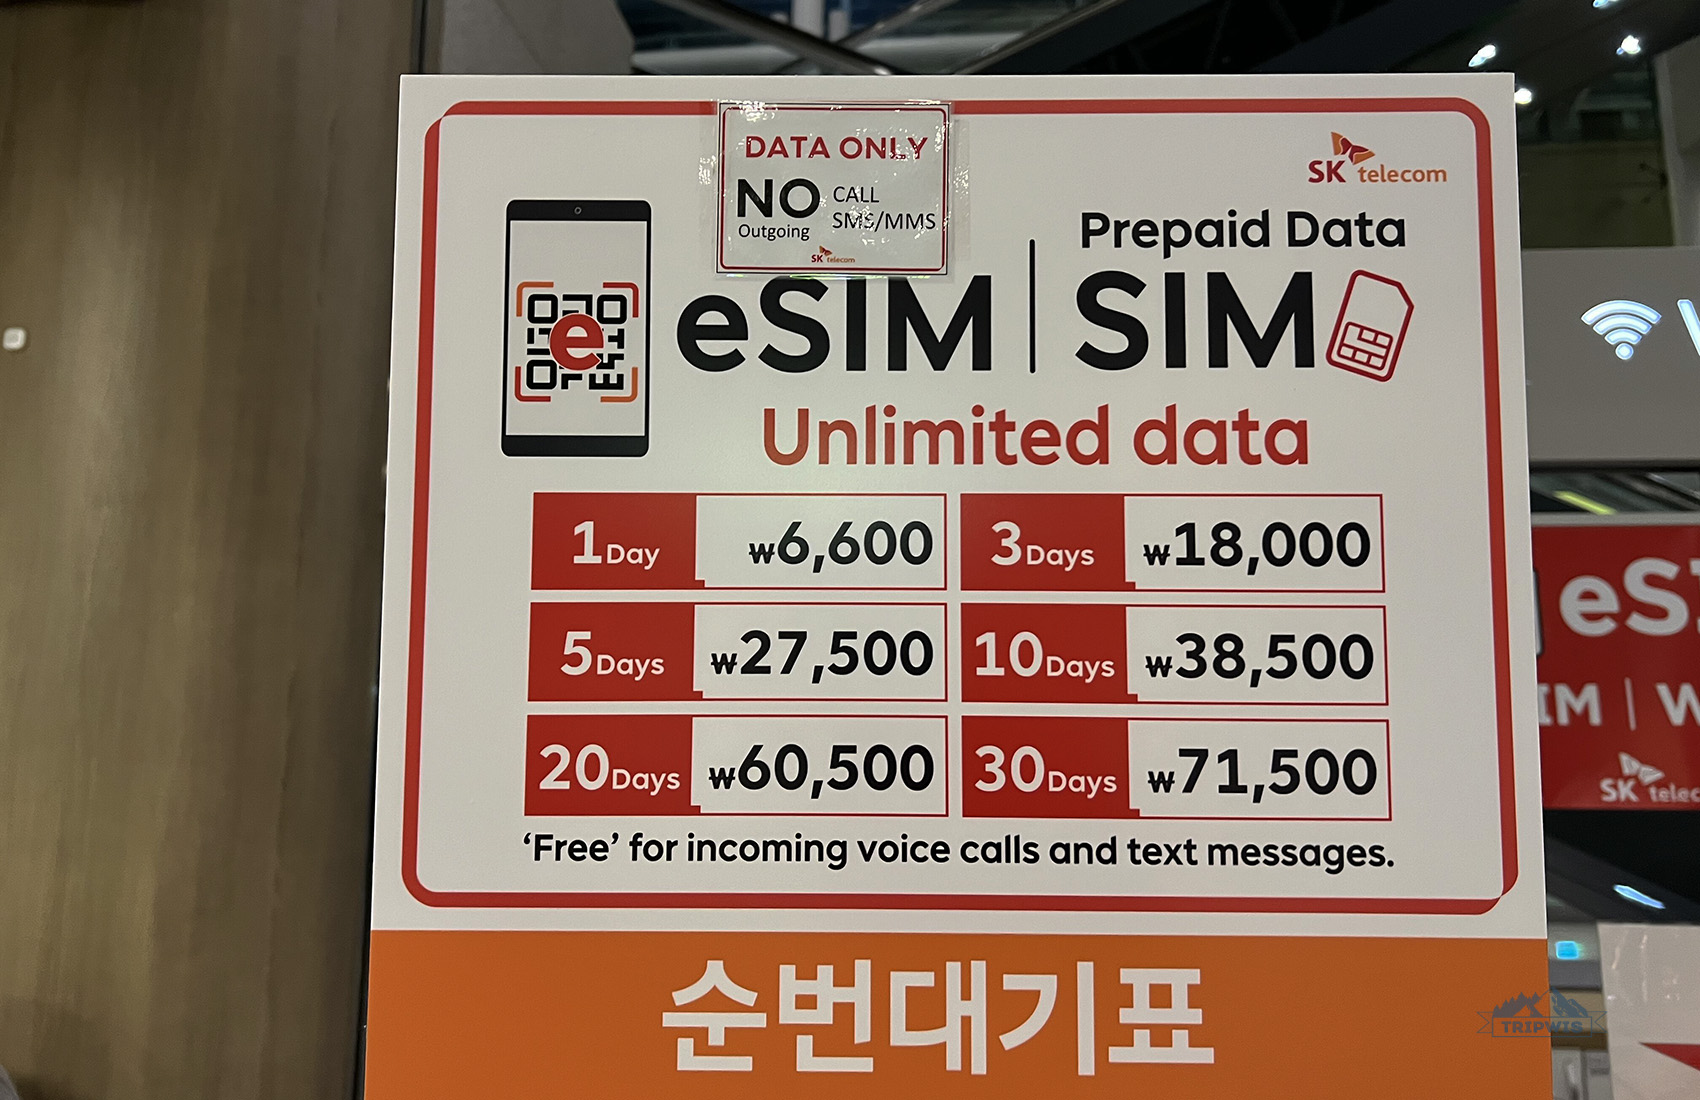 DATA ONLY
NO CALL
Outgoing SMS/MMS
SK telecom
SK telecom
Prepaid Data
eSIM | SIM
e
Unlimited data
1Day ₩6,600
3Days ₩18,000
5Days ₩27,500
10Days ₩38,500
20Days ₩60,500
30Days ₩71,500
‘Free’ for incoming voice calls and text messages.
순번대기표
SK
TRIPWIS